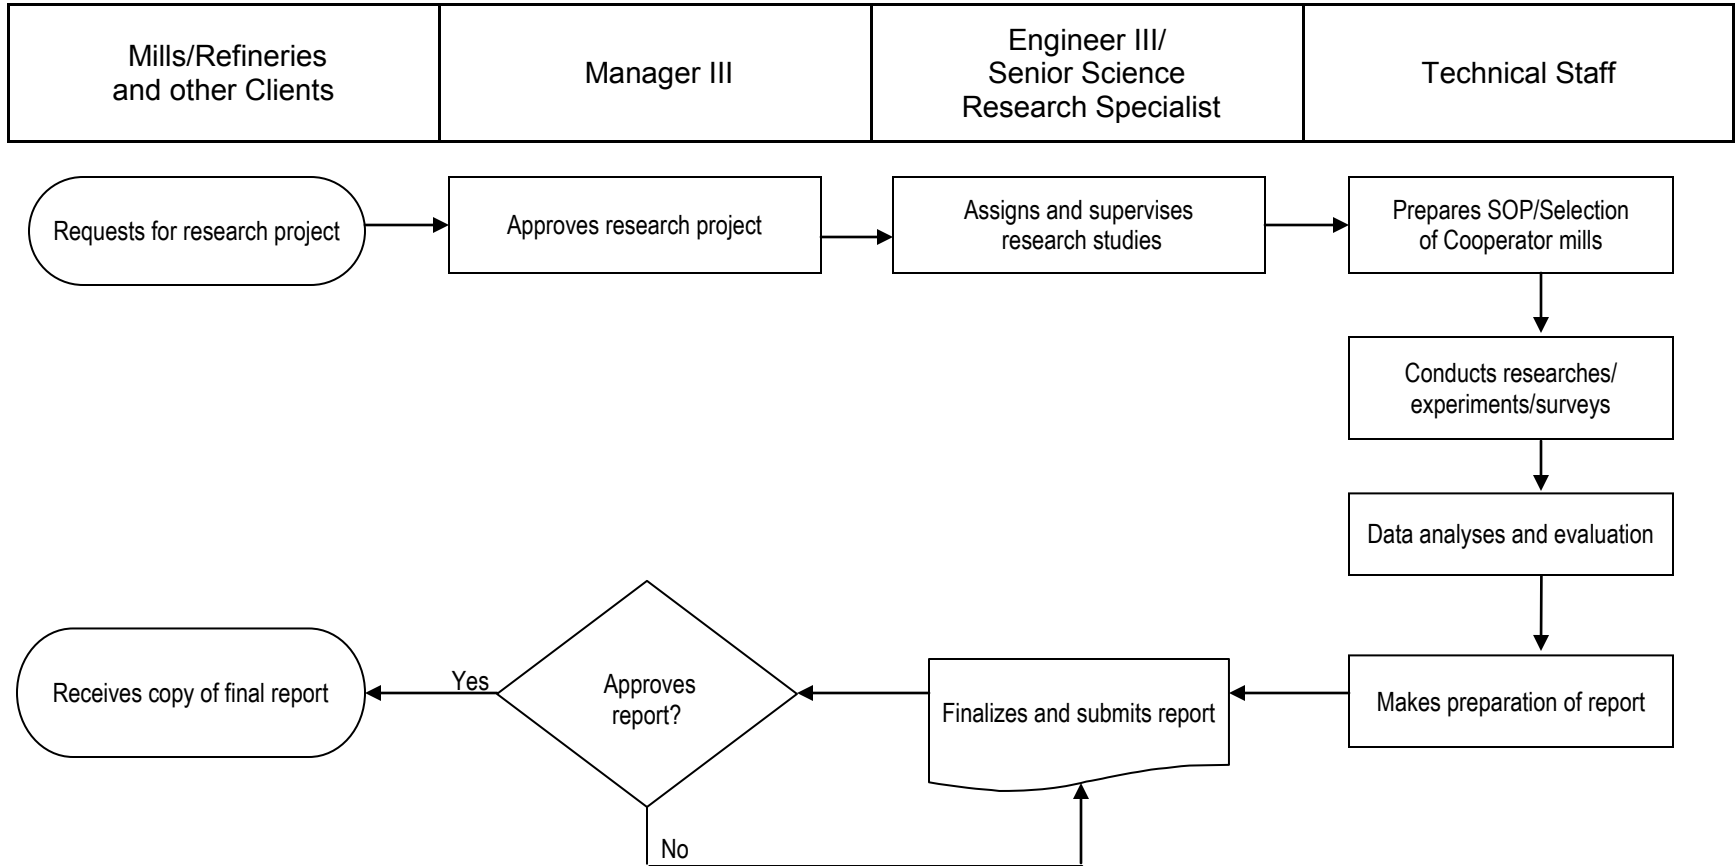 Mills/Refineries
and other Clients
Manager III
Engineer III/
Senior Science
Research Specialist
Technical Staff
Requests for research project
Approves research project
Assigns and supervises
research studies
Prepares SOP/Selection
of Cooperator mills
Conducts researches/
experiments/surveys
Data analyses and evaluation
Makes preparation of report
Finalizes and submits report
Approves
report?
Yes
Receives copy of final report
No